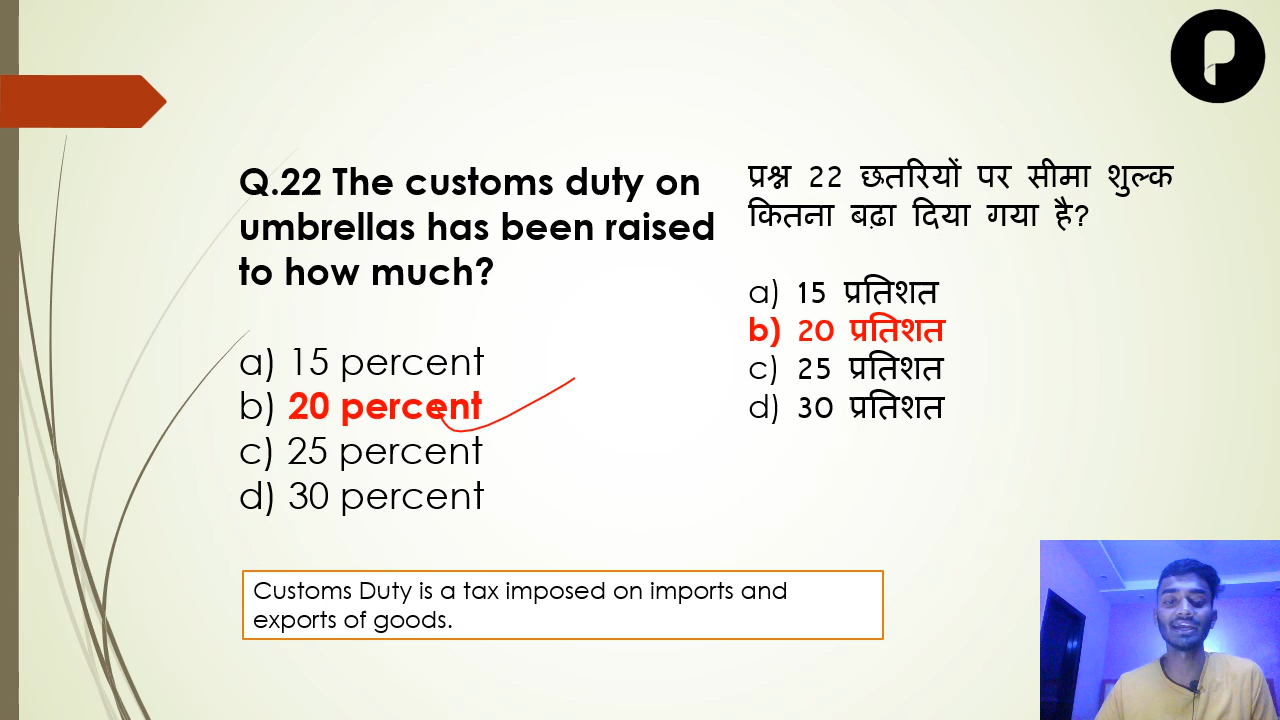 Q.22 The customs duty on
umbrellas has been raised
to how much?
a) 15 percent
b) 20 percent
c) 25 percent
d) 30 percent
प्रश्न 22 छतरियों पर सीमा शुल्क
कितना बढ़ा दिया गया है?
a) 15 प्रतिशत
b) 20 प्रतिशत
c) 25 प्रतिशत
d) 30 प्रतिशत
Customs Duty is a tax imposed on imports and
exports of goods.